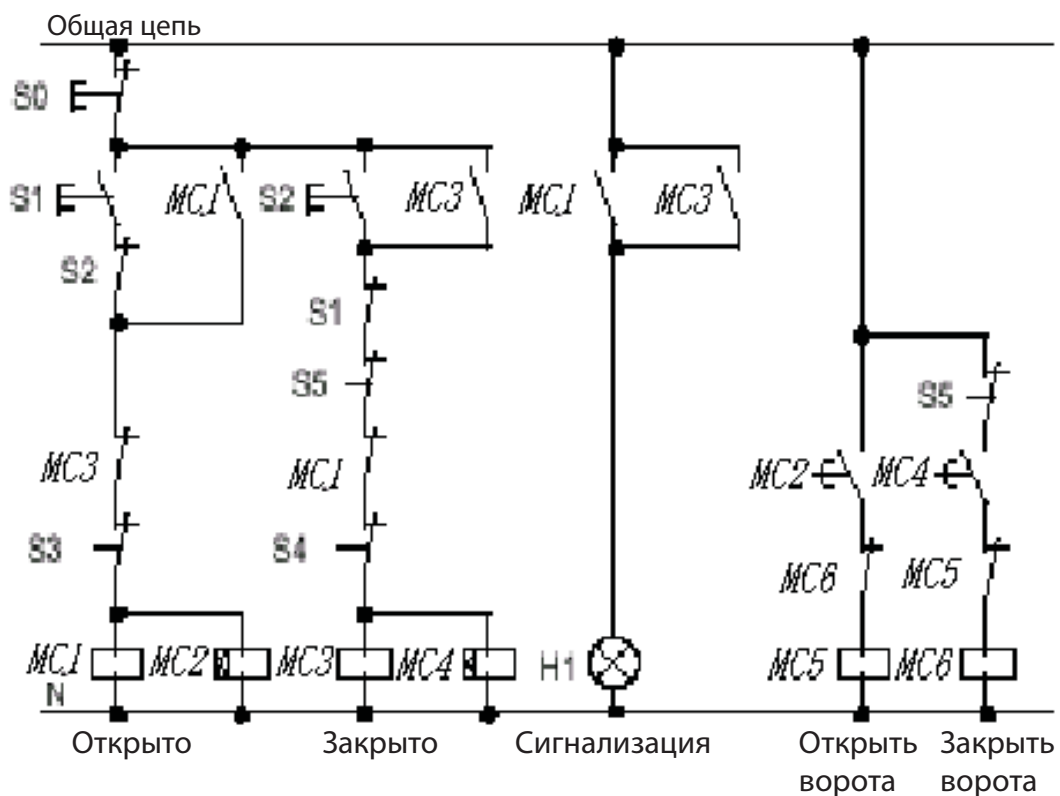 Общая цепь
S0
S1 MC1 S2 MC3 MC1 MC3
S2
S1
S5 S5
MC3 MC1 MC2 MC4
S3 S4 MC6 MC5
MC1 MC2 MC3 MC4 H1 MC5 MC6
N
Открыто Закрыто Сигнализация Открыть Закрыть
ворота ворота